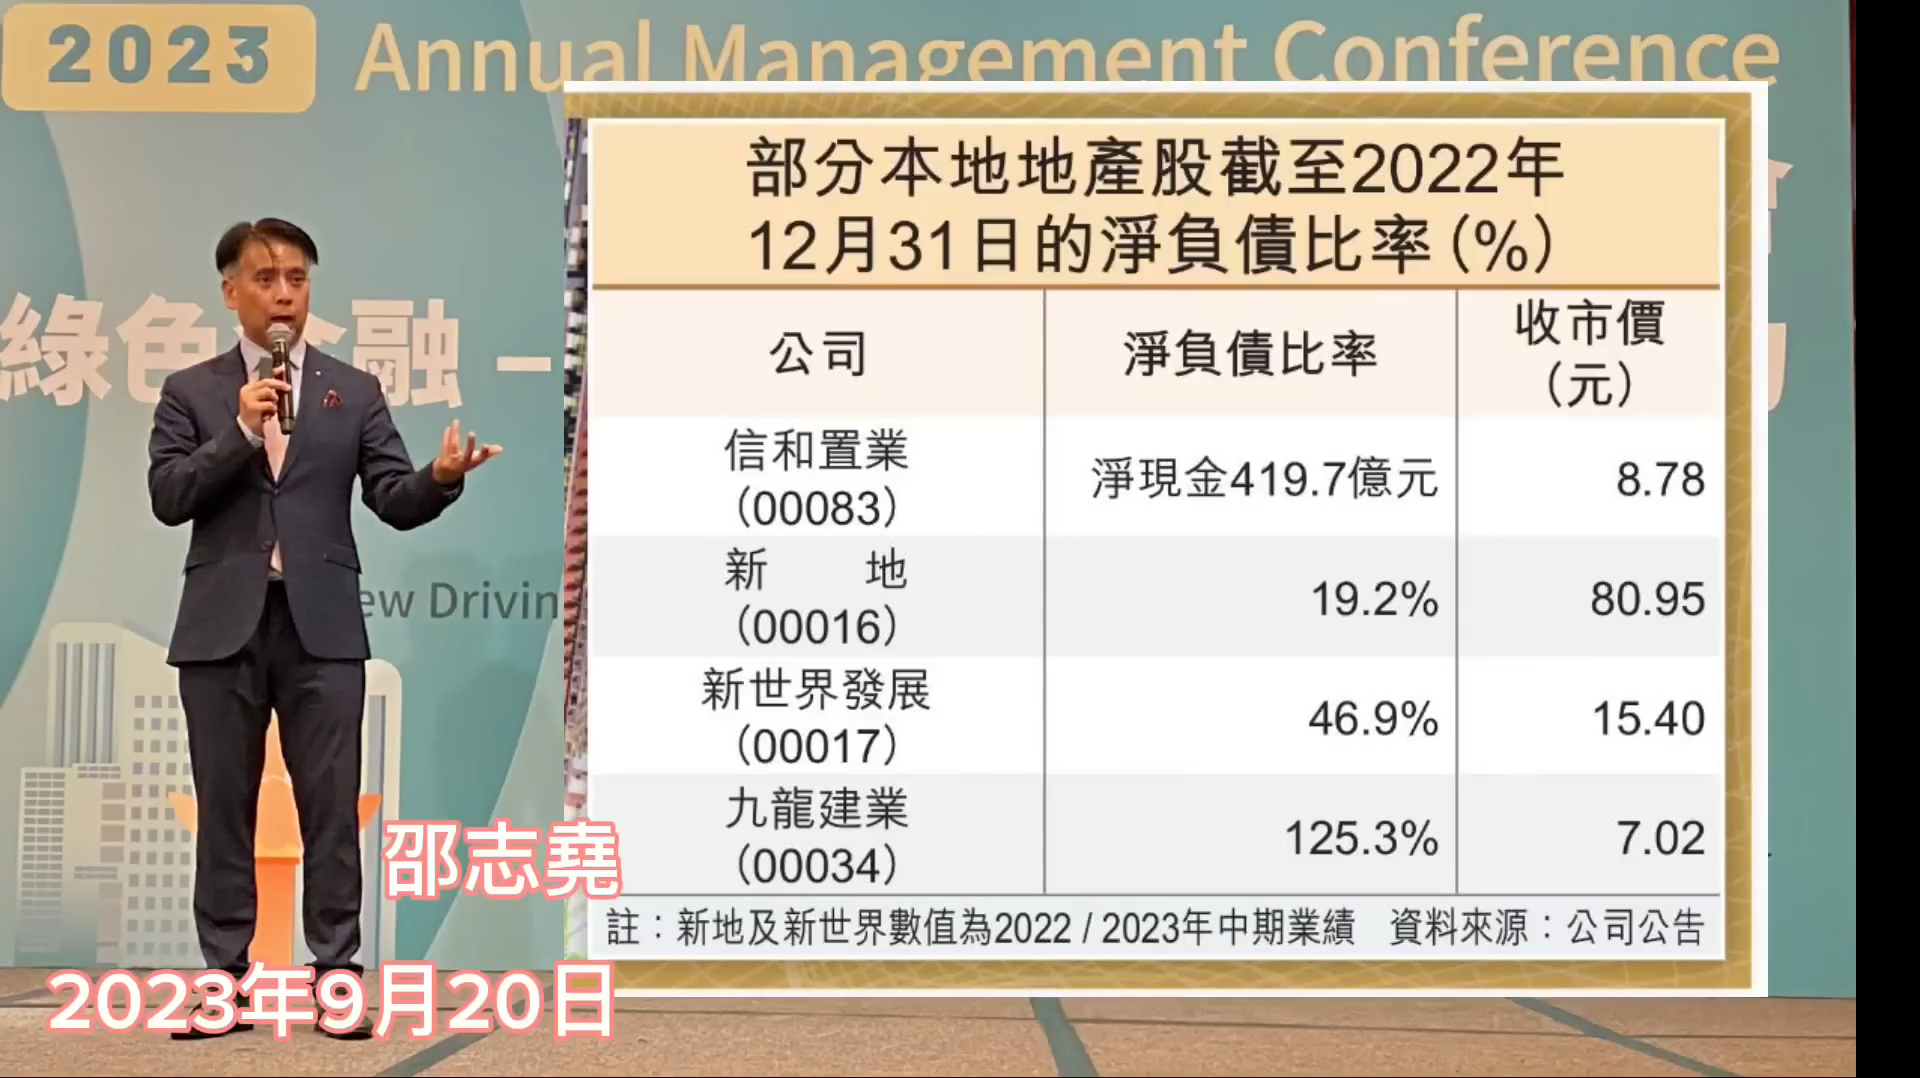 2023 Annual Management Conference
綠色金融 –
ew Drivin
部分本地地產股截至2022年
12月31日的淨負債比率(%)
公司 淨負債比率 收市價
(元)
信和置業
(00083) 淨現金419.7億元 8.78
新 地
(00016) 19.2% 80.95
新世界發展
(00017) 46.9% 15.40
九龍建業
(00034) 125.3% 7.02
註：新地及新世界數值為2022 / 2023年中期業績 資料來源：公司公告
邵志堯
2023年9月20日